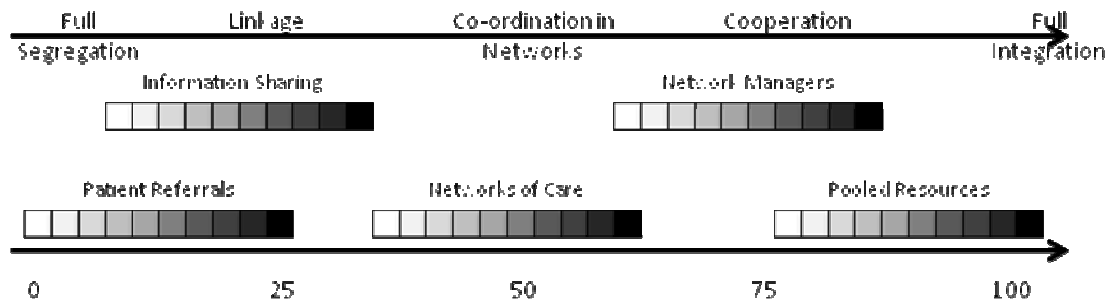 Full Linkage Co-ordination in Cooperation Full
Segregation Networks Integration
Information Sharing Network Managers
Patient Referrals Networks of Care Pooled Resources
0 25 50 75 100